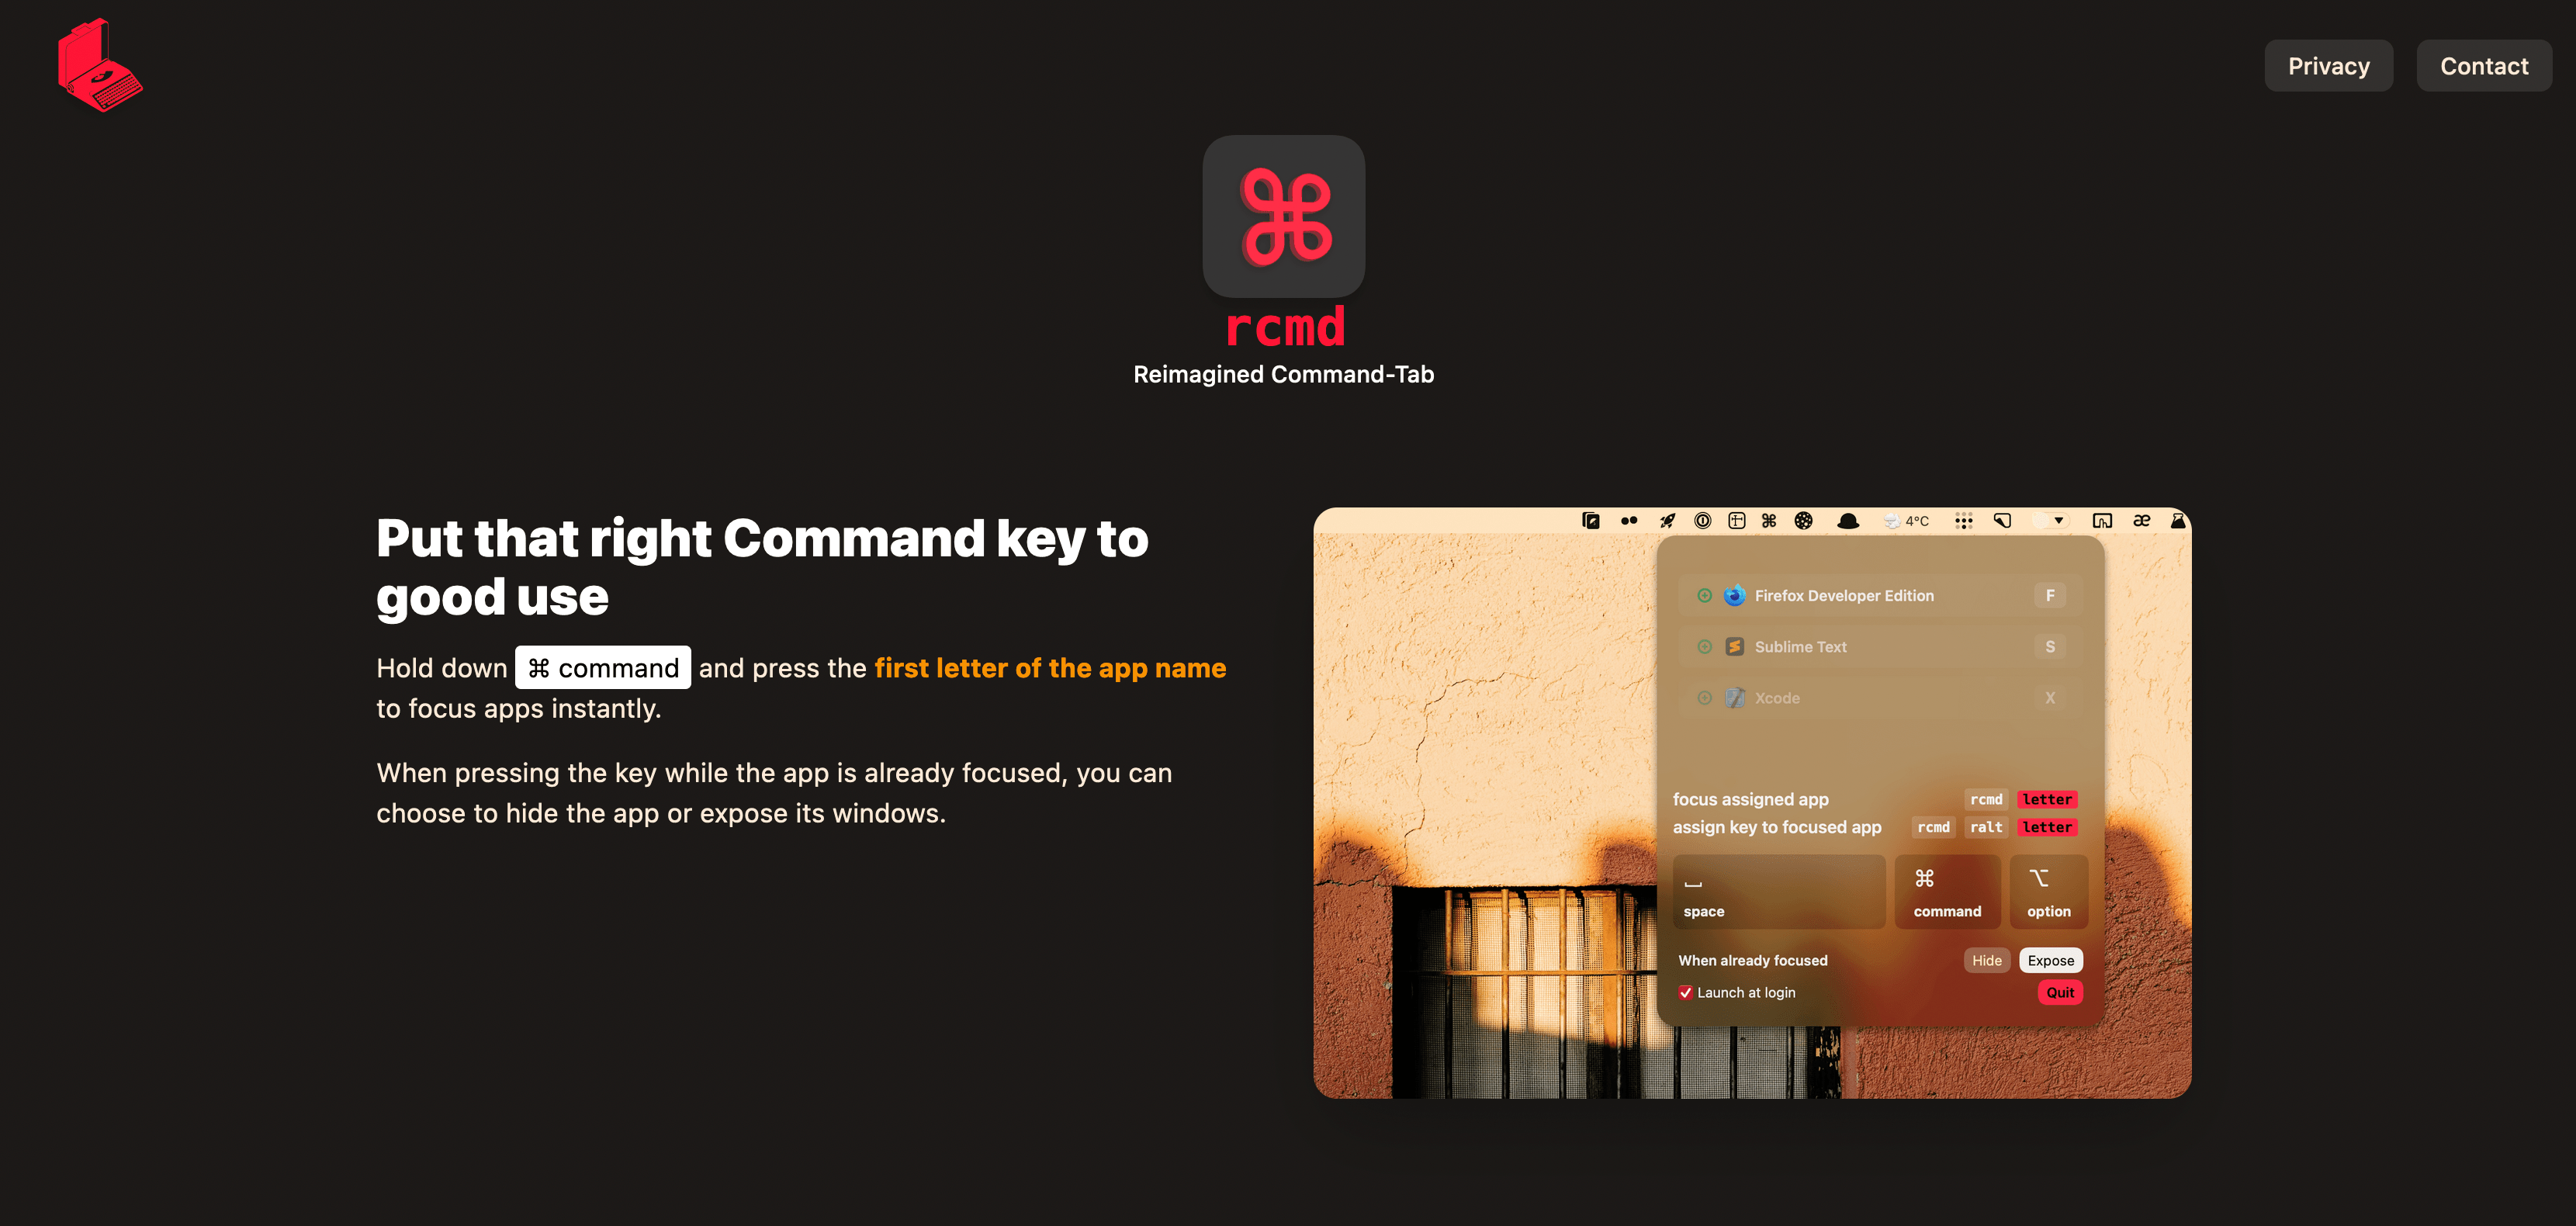 Privacy Contact
rcmd
Reimagined Command-Tab
Put that right Command key to
good use
Hold down ⌘ command and press the first letter of the app name
to focus apps instantly.
When pressing the key while the app is already focused, you can
choose to hide the app or expose its windows.
4°C æ
Firefox Developer Edition F
Sublime Text S
Xcode X
focus assigned app rcmd letter
assign key to focused app rcmd ralt letter
⌘ ⌥
space command option
When already focused Hide Expose
Launch at login Quit